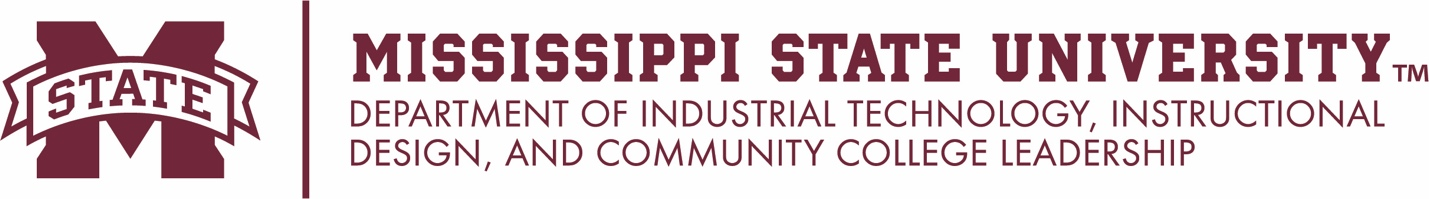 STATE
MISSISSIPPI STATE UNIVERSITY™
DEPARTMENT OF INDUSTRIAL TECHNOLOGY, INSTRUCTIONAL
DESIGN, AND COMMUNITY COLLEGE LEADERSHIP